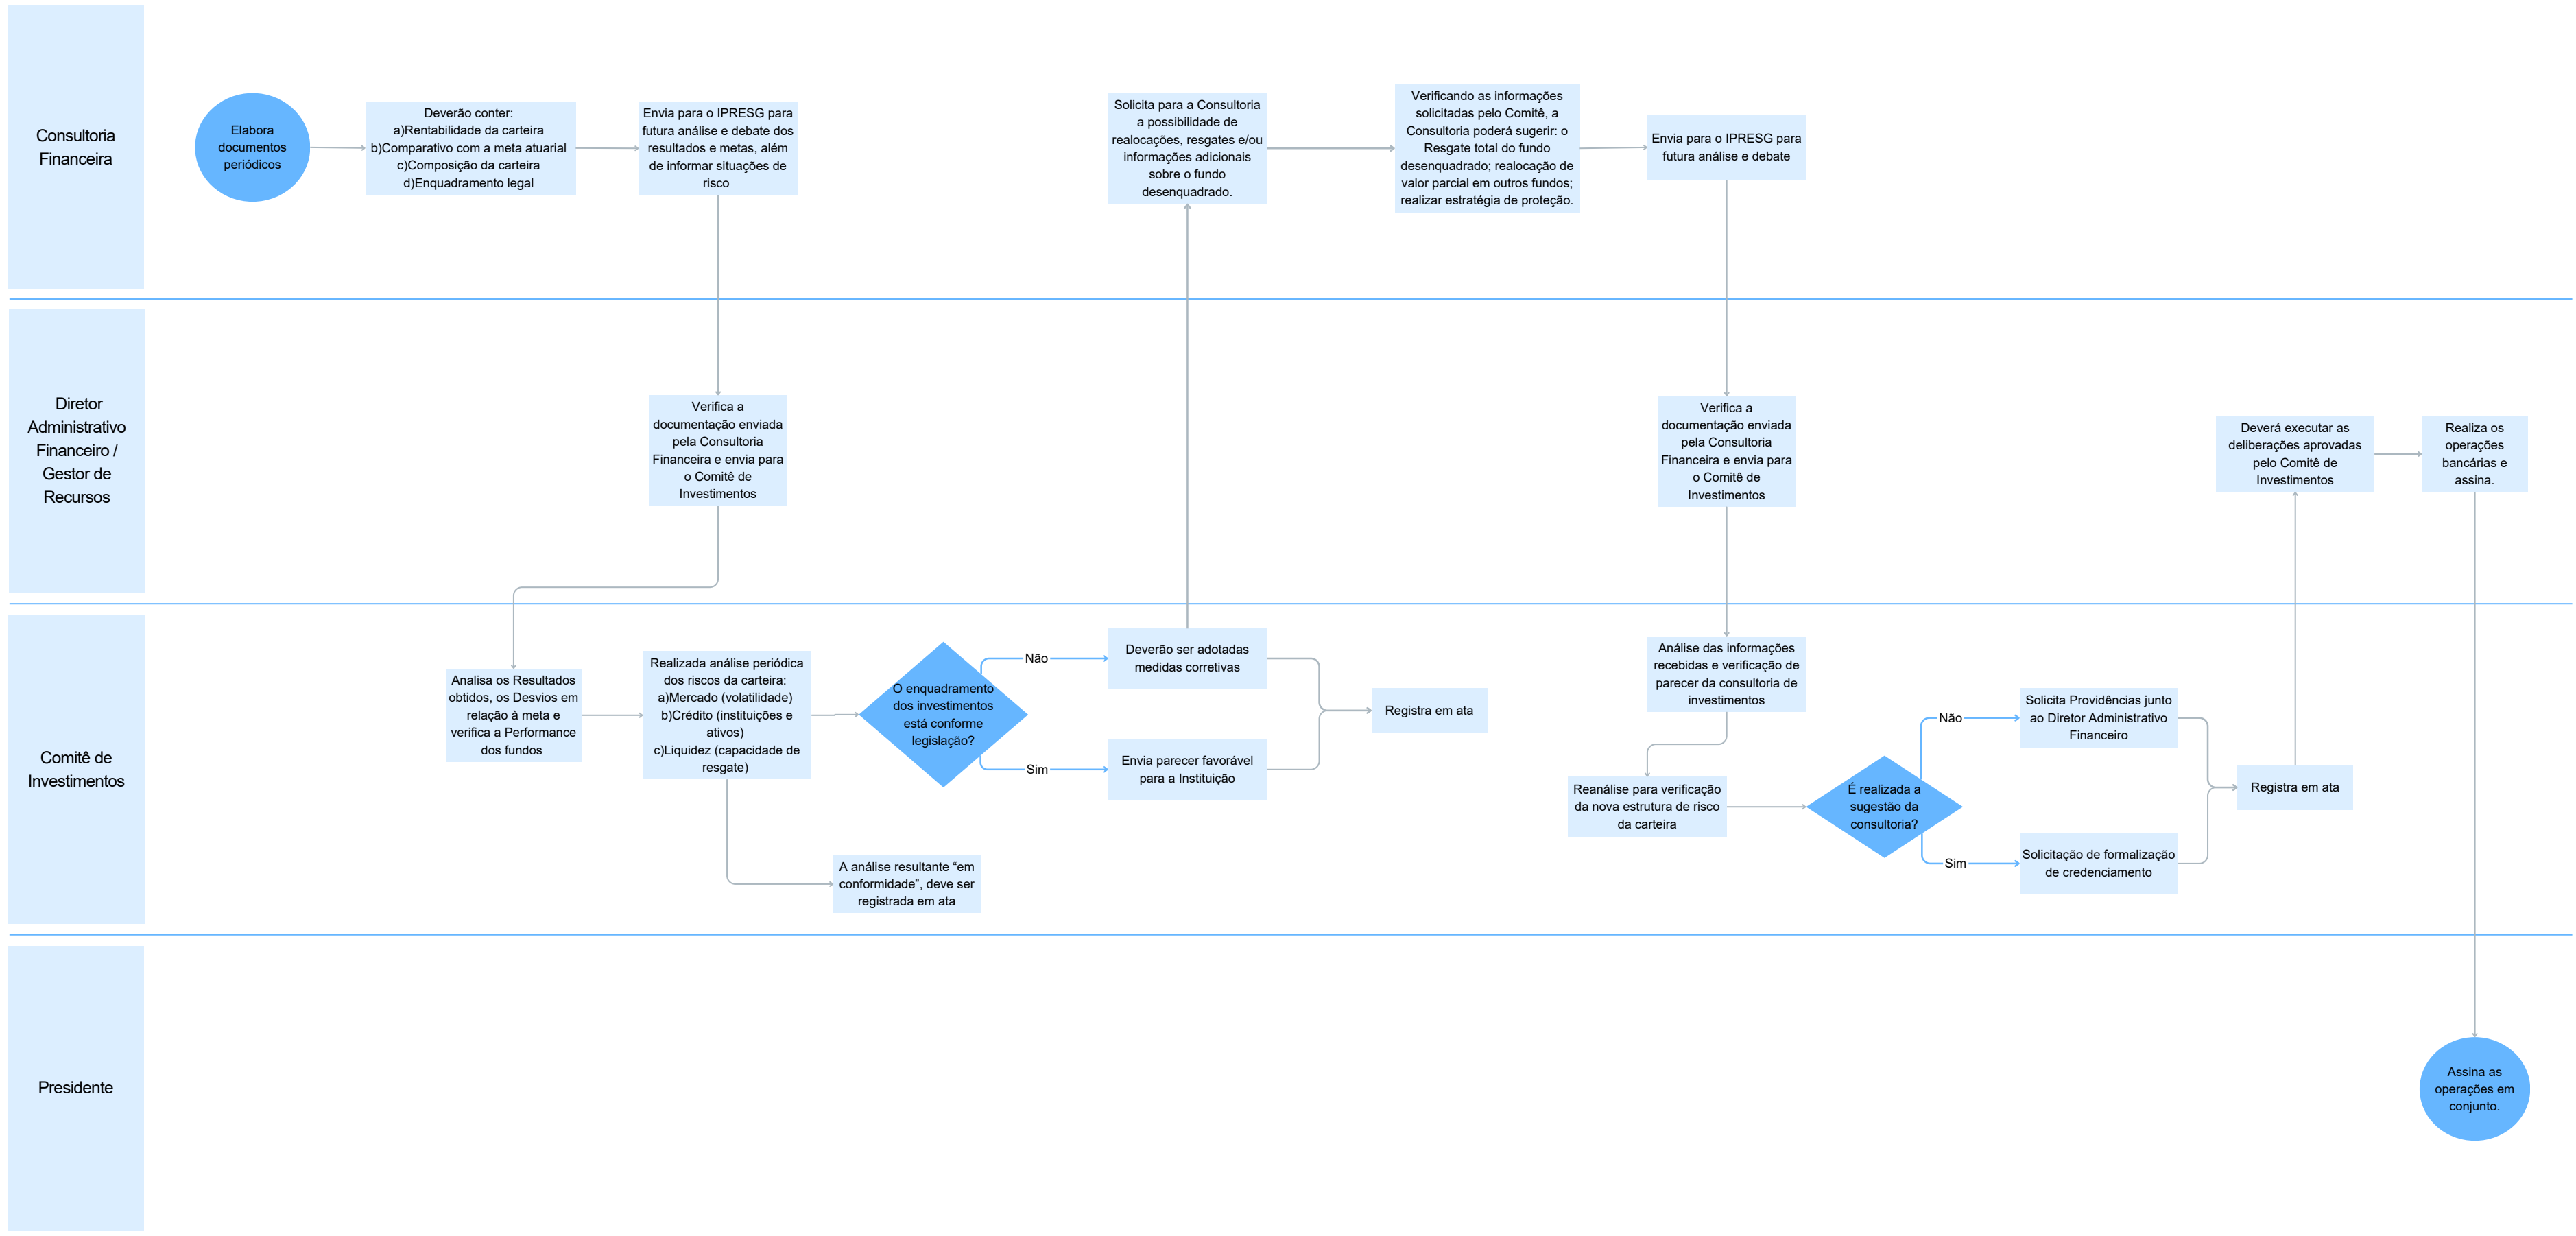 Consultoria
Financeira
Elabora
documentos
periódicos
Deverão conter:
a)Rentabilidade da carteira
b)Comparativo com a meta atuarial
c)Composição da carteira
d)Enquadramento legal
Envia para o IPRESG para
futura análise e debate dos
resultados e metas, além
de informar situações de
risco
Solicita para a Consultoria
a possibilidade de
realocações, resgates e/ou
informações adicionais
sobre o fundo
desenquadrado.
Verificando as informações
solicitadas pelo Comitê, a
Consultoria poderá sugerir: o
Resgate total do fundo
desenquadrado; realocação de
valor parcial em outros fundos;
realizar estratégia de proteção.
Envia para o IPRESG para
futura análise e debate
Diretor
Administrativo
Financeiro /
Gestor de
Recursos
Verifica a
documentação enviada
pela Consultoria
Financeira e envia para
o Comitê de
Investimentos
Verifica a
documentação enviada
pela Consultoria
Financeira e envia para
o Comitê de
Investimentos
Deverá executar as
deliberações aprovadas
pelo Comitê de
Investimentos
Realiza os
operações
bancárias e
assina.
Comitê de
Investimentos
Analisa os Resultados
obtidos, os Desvios em
relação à meta e
verifica a Performance
dos fundos
Realizada análise periódica
dos riscos da carteira:
a)Mercado (volatilidade)
b)Crédito (instituições e
ativos)
c)Liquidez (capacidade de
resgate)
A análise resultante “em
conformidade”, deve ser
registrada em ata
O enquadramento
dos investimentos
está conforme
legislação?
Não
Deverão ser adotadas
medidas corretivas
Sim
Envia parecer favorável
para a Instituição
Registra em ata
Análise das informações
recebidas e verificação de
parecer da consultoria de
investimentos
Reanálise para verificação
da nova estrutura de risco
da carteira
É realizada a
sugestão da
consultoria?
Não
Solicita Providências junto
ao Diretor Administrativo
Financeiro
Sim
Solicitação de formalização
de credenciamento
Registra em ata
Presidente
Assina as
operações em
conjunto.